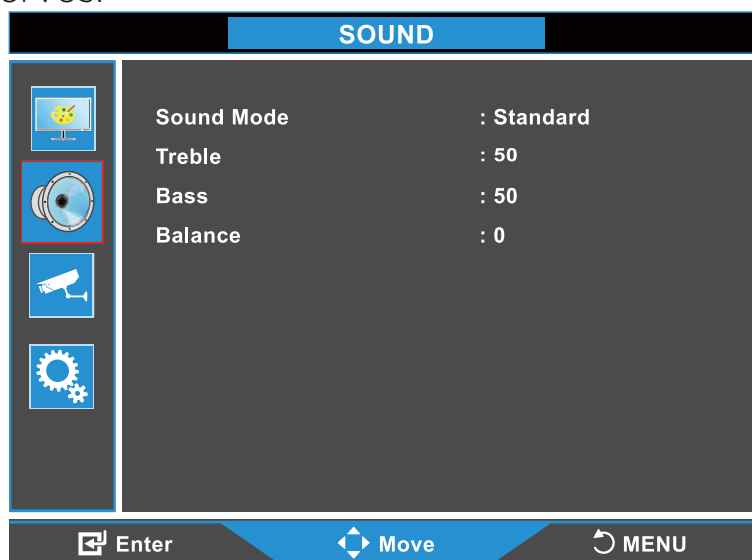 SOUND
Sound Mode : Standard
Treble : 50
Bass : 50
Balance : 0
Enter Move MENU